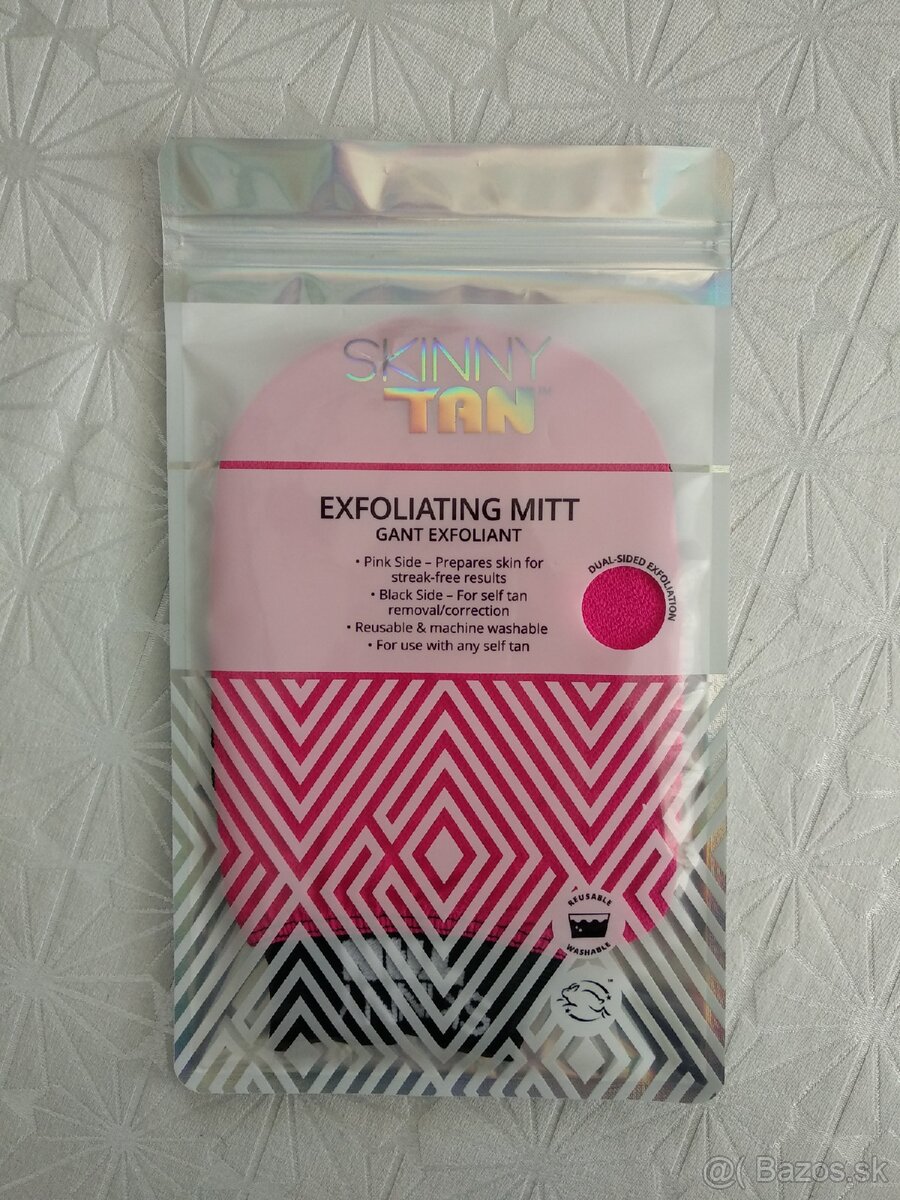 SKINNY
TAN™
EXFOLIATING MITT
GANT EXFOLIANT
• Pink Side – Prepares skin for
streak-free results
• Black Side – For self tan
removal/correction
• Reusable & machine washable
• For use with any self tan
DUAL-SIDED EXFOLIATION
REUSABLE
WASHABLE
@( Bazos.sk